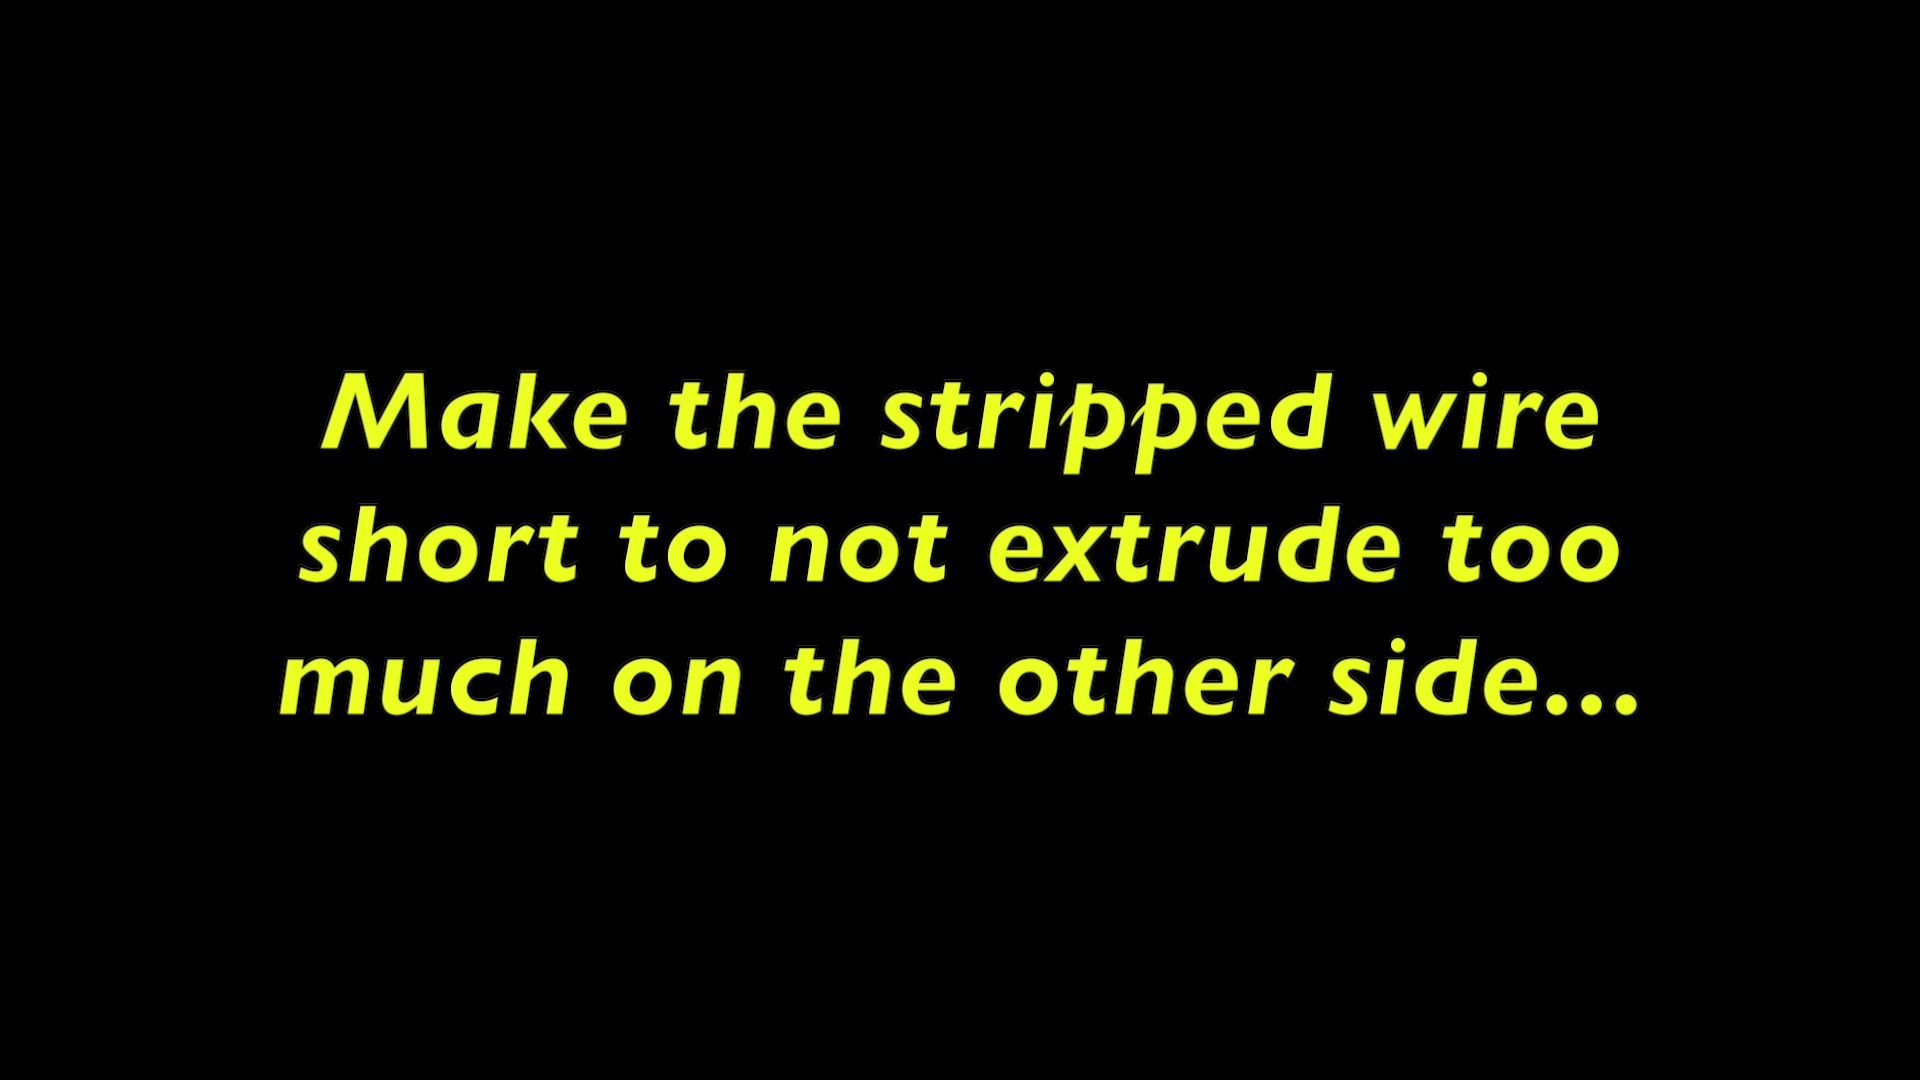 Make the stripped wire
short to not extrude too
much on the other side...